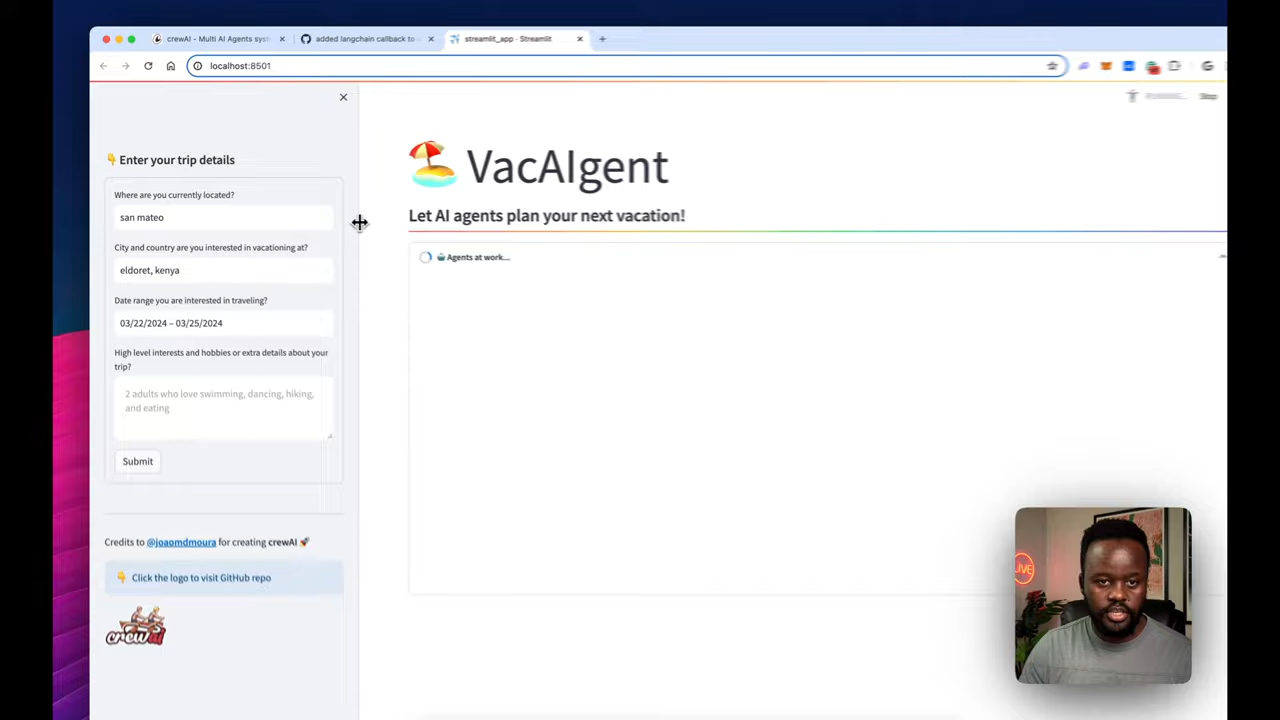 crewAI - Multi AI Agents syst
added langchain callback to
streamlit_app · Streamlit
localhost:8501
Stop
👇 Enter your trip details
Where are you currently located?
san mateo
City and country are you interested in vacationing at?
eldoret, kenya
Date range you are interested in traveling?
03/22/2024 – 03/25/2024
High level interests and hobbies or extra details about your
trip?
2 adults who love swimming, dancing, hiking,
and eating
Submit
Credits to @joaomdmoura for creating crewAI 🚀
👇 Click the logo to visit GitHub repo
crewai
🏖️ VacAIgent
Let AI agents plan your next vacation!
🤖 Agents at work...
LIVE